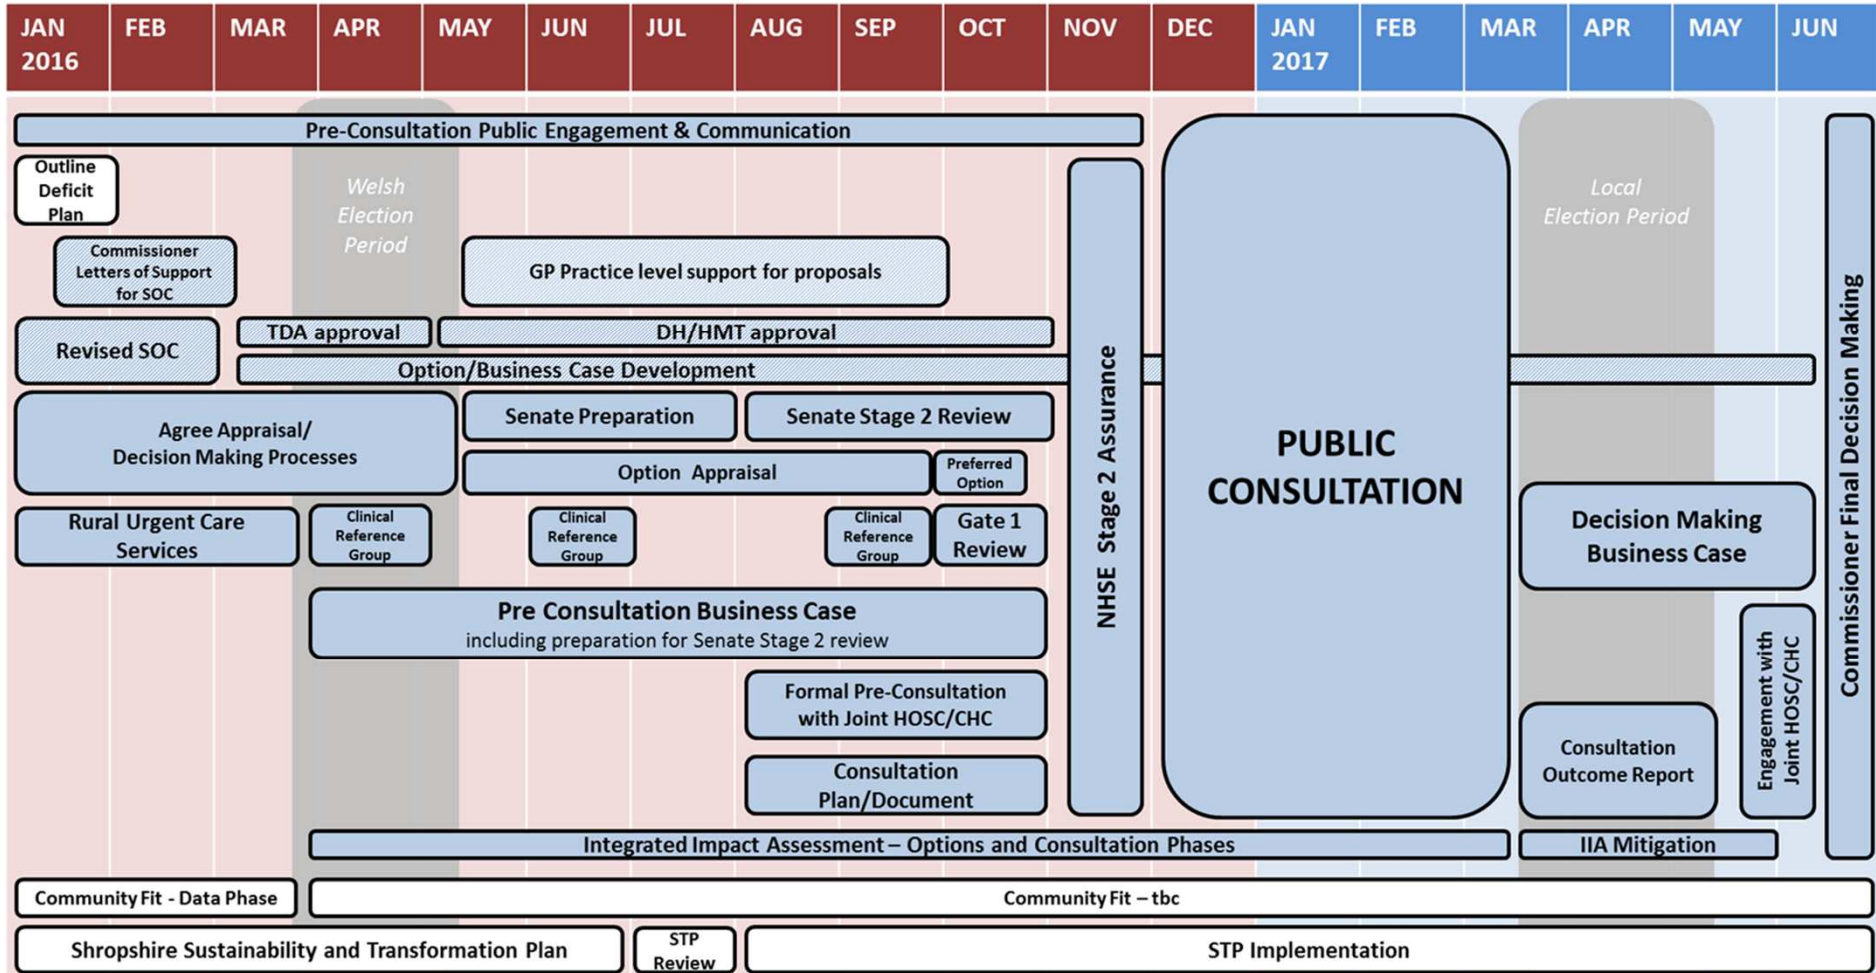 JAN FEB MAR APR MAY JUN JUL AUG SEP OCT NOV DEC JAN FEB MAR APR MAY JUN
2016 2017
Pre-Consultation Public Engagement & Communication
Outline
Deficit
Plan
Welsh
Election
Period
Local
Election Period
Commissioner
Letters of Support
for SOC
GP Practice level support for proposals
Revised SOC
TDA approval
DH/HMT approval
Option/Business Case Development
Agree Appraisal/
Decision Making Processes
Senate Preparation
Senate Stage 2 Review
Option Appraisal
Preferred
Option
Rural Urgent Care
Services
Clinical
Reference
Group
Clinical
Reference
Group
Clinical
Reference
Group
Gate 1
Review
Pre Consultation Business Case
including preparation for Senate Stage 2 review
Formal Pre-Consultation
with Joint HOSC/CHC
Consultation
Plan/Document
NHSE Stage 2 Assurance
PUBLIC
CONSULTATION
Decision Making
Business Case
Consultation
Outcome Report
Engagement with
Joint HOSC/CHC
Commissioner Final Decision Making
Integrated Impact Assessment – Options and Consultation Phases
IIA Mitigation
Community Fit - Data Phase
Community Fit – tbc
Shropshire Sustainability and Transformation Plan
STP
Review
STP Implementation